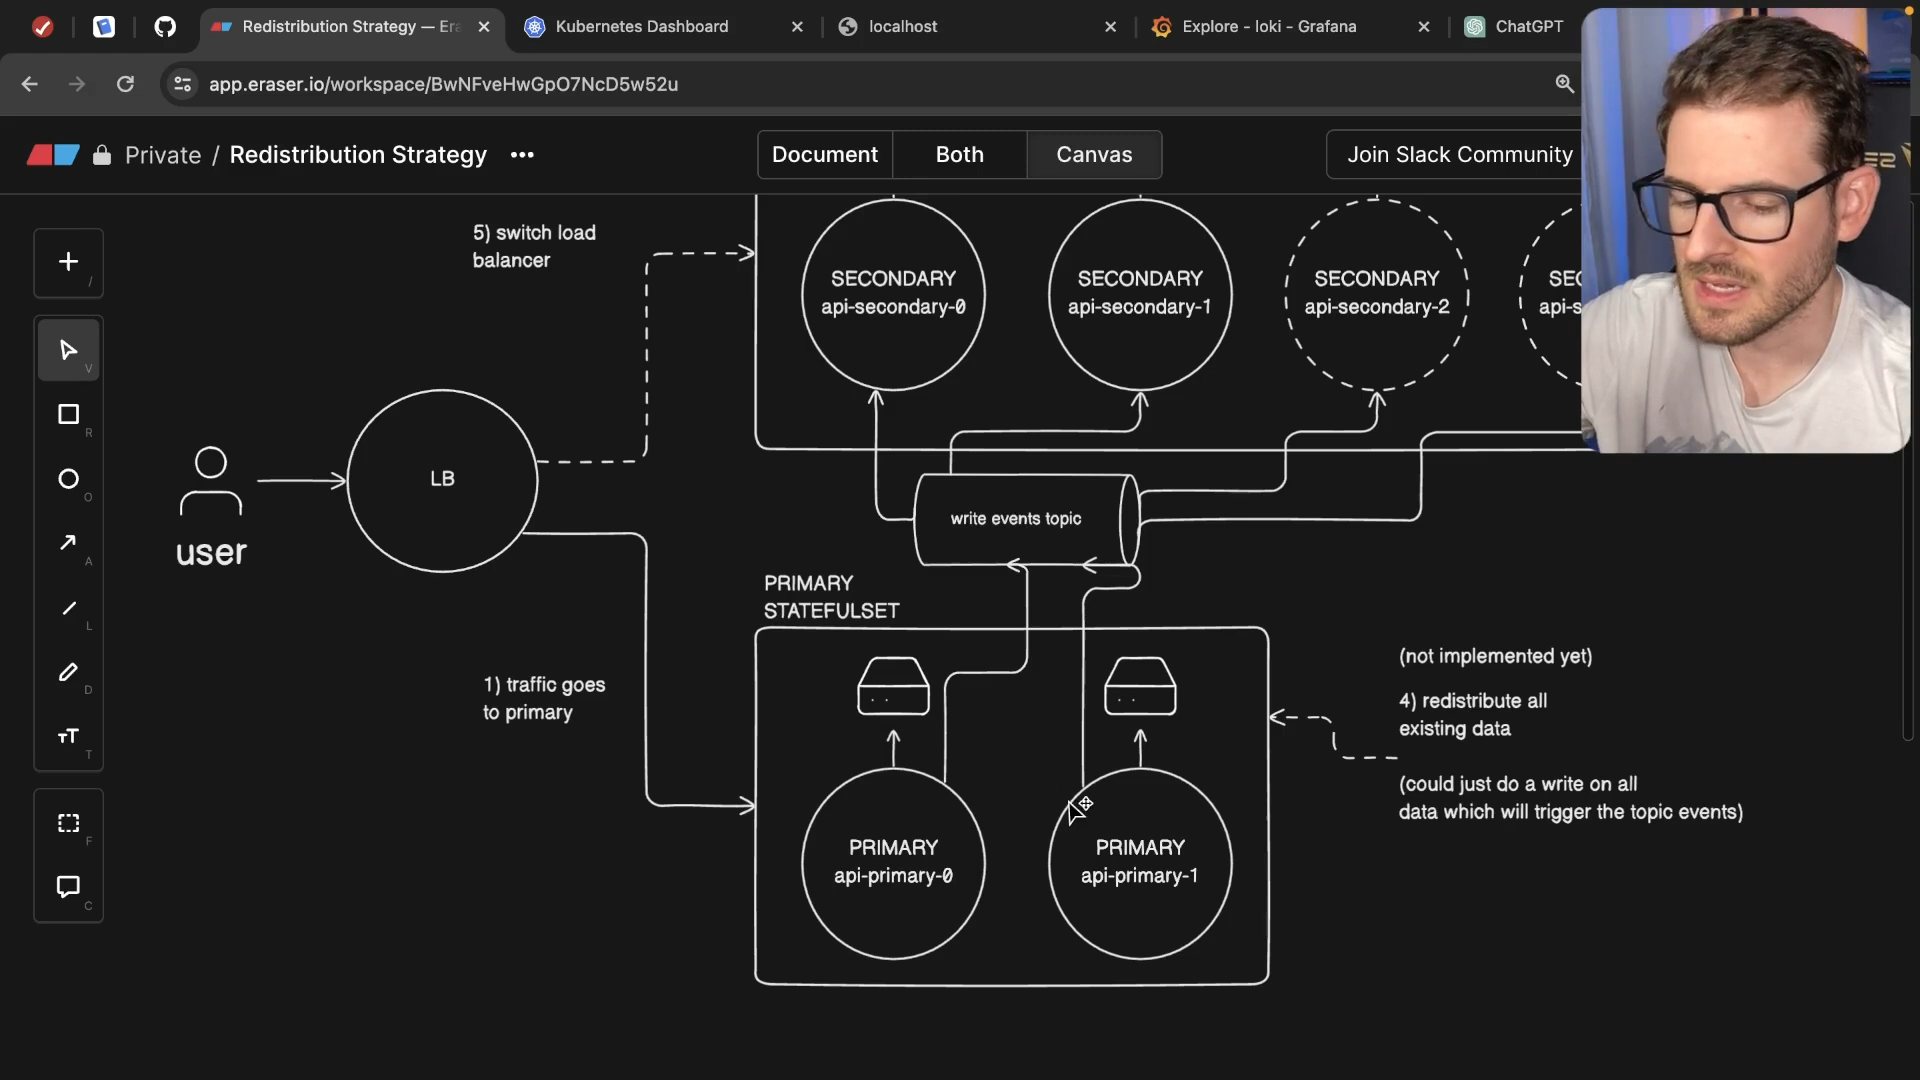 Redistribution Strategy — Era
Kubernetes Dashboard
localhost
Explore - loki - Grafana
ChatGPT
app.eraser.io/workspace/BwNFveHwGpO7NcD5w52u
Private / Redistribution Strategy
Document
Both
Canvas
Join Slack Community
/
V
R
O
A
L
D
T
F
C
5) switch load
balancer
SECONDARY
api-secondary-0
SECONDARY
api-secondary-1
SECONDARY
api-secondary-2
SEC
api-s
LB
user
write events topic
PRIMARY
STATEFULSET
1) traffic goes
to primary
PRIMARY
api-primary-0
PRIMARY
api-primary-1
(not implemented yet)
4) redistribute all
existing data
(could just do a write on all
data which will trigger the topic events)